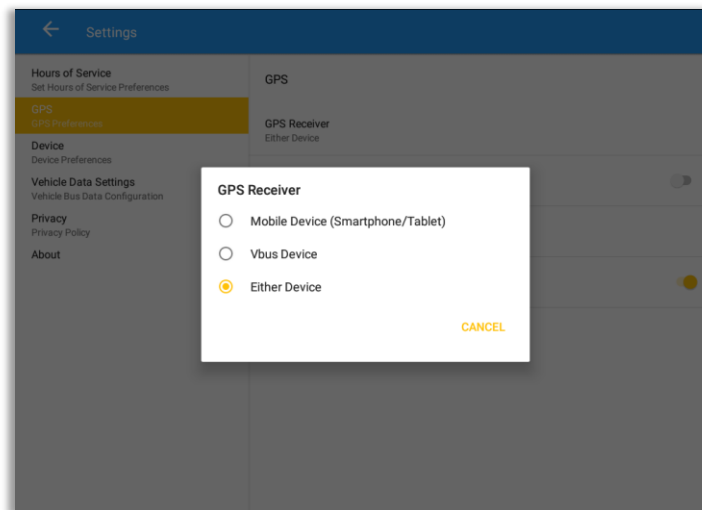 Settings
Hours of Service
Set Hours of Service Preferences
GPS
GPS Preferences
Device
Device Preferences
Vehicle Data Settings
Vehicle Bus Data Configuration
Privacy
Privacy Policy
About
GPS
GPS Receiver
Either Device
GPS Receiver
Mobile Device (Smartphone/Tablet)
Vbus Device
Either Device
CANCEL